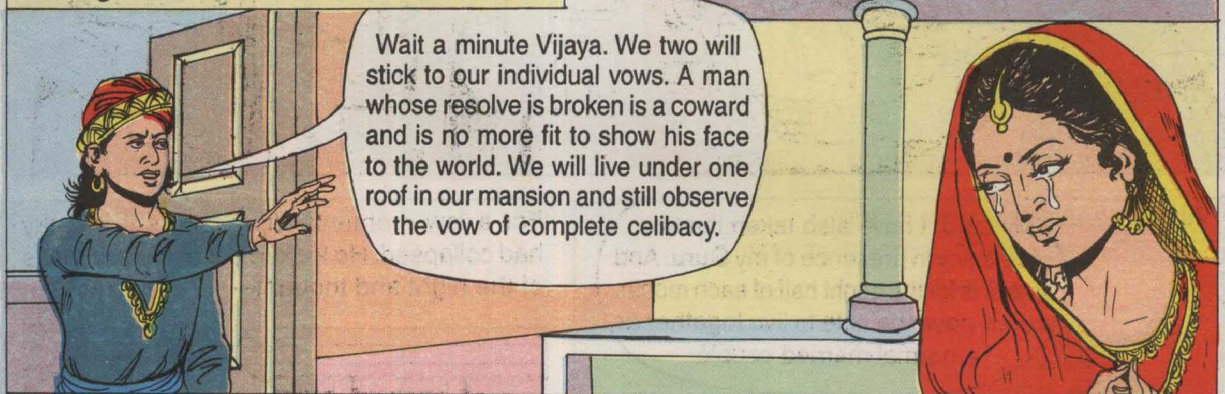 Wait a minute Vijaya. We two will
stick to our individual vows. A man
whose resolve is broken is a coward
and is no more fit to show his face
to the world. We will live under one
roof in our mansion and still observe
the vow of complete celibacy.